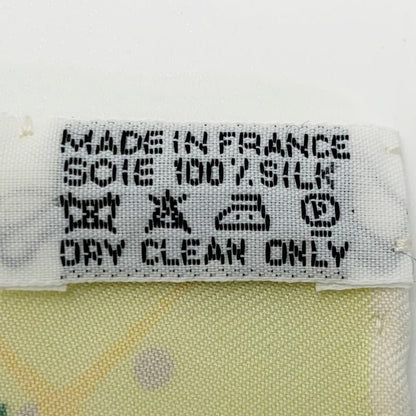 MADE IN FRANCE
SOIE 100% SILK
DRY CLEAN ONLY